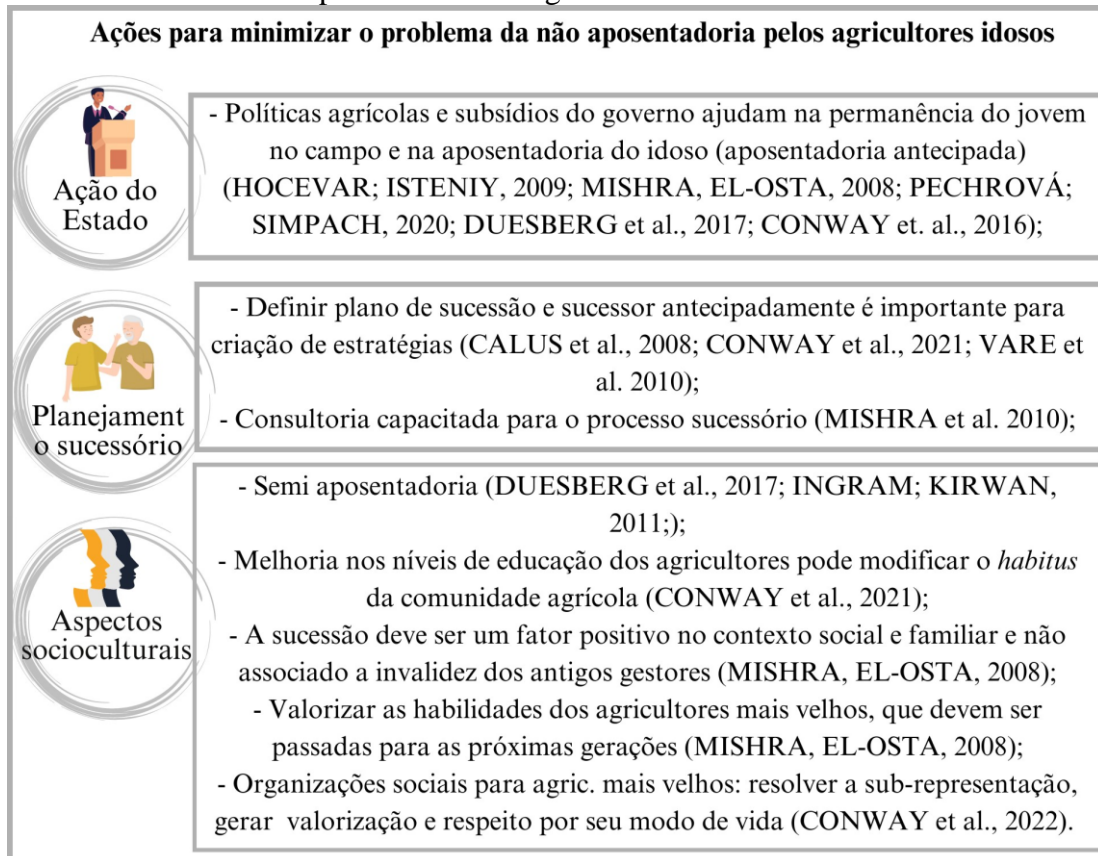 Ações para minimizar o problema da não aposentadoria pelos agricultores idosos
Ação do
Estado
- Políticas agrícolas e subsídios do governo ajudam na permanência do jovem
no campo e na aposentadoria do idoso (aposentadoria antecipada)
(HOCEVAR; ISTENIY, 2009; MISHRA, EL-OSTA, 2008; PECHROVÁ;
SIMPACH, 2020; DUESBERG et al., 2017; CONWAY et. al., 2016);
Planejament
o sucessório
- Definir plano de sucessão e sucessor antecipadamente é importante para
criação de estratégias (CALUS et al., 2008; CONWAY et al., 2021; VARE et
al. 2010);
- Consultoria capacitada para o processo sucessório (MISHRA et al. 2010);
Aspectos
socioculturais
- Semi aposentadoria (DUESBERG et al., 2017; INGRAM; KIRWAN,
2011;);
- Melhoria nos níveis de educação dos agricultores pode modificar o habitus
da comunidade agrícola (CONWAY et al., 2021);
- A sucessão deve ser um fator positivo no contexto social e familiar e não
associado a invalidez dos antigos gestores (MISHRA, EL-OSTA, 2008);
- Valorizar as habilidades dos agricultores mais velhos, que devem ser
passadas para as próximas gerações (MISHRA, EL-OSTA, 2008);
- Organizações sociais para agric. mais velhos: resolver a sub-representação,
gerar valorização e respeito por seu modo de vida (CONWAY et al., 2022).